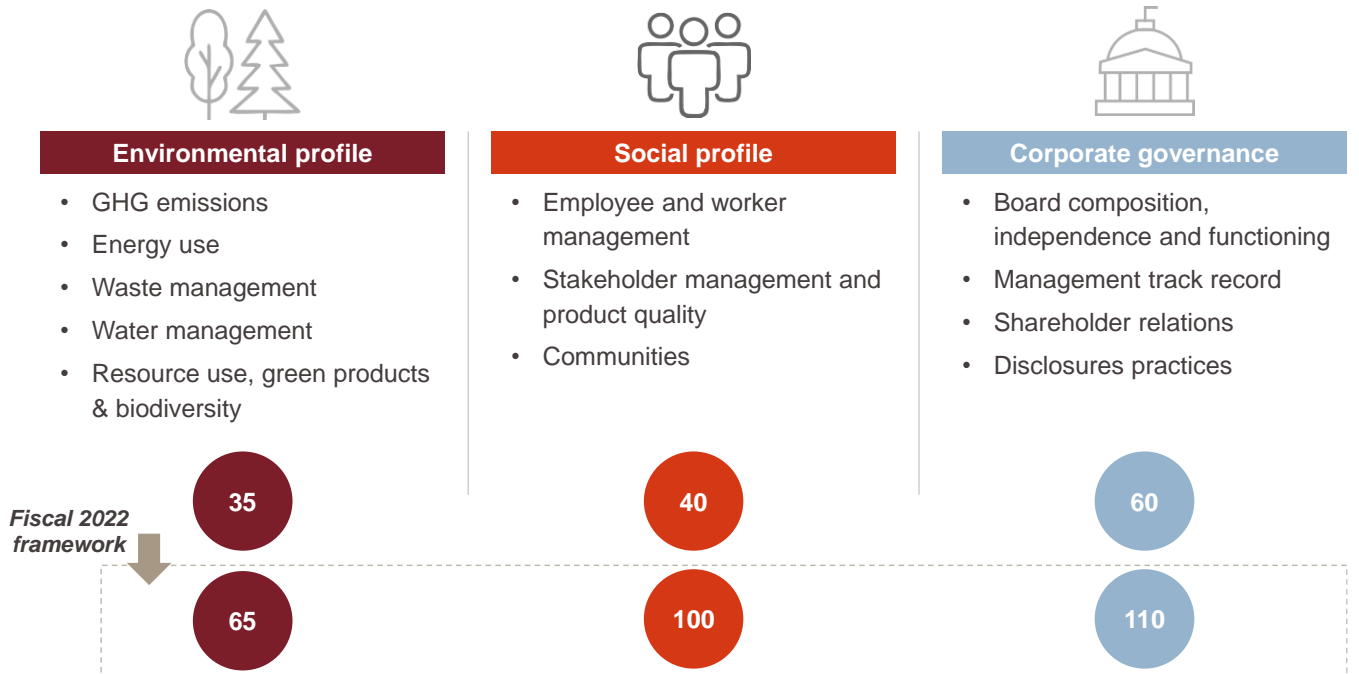 Environmental profile
• GHG emissions
• Energy use
• Waste management
• Water management
• Resource use, green products
& biodiversity
35
Social profile
• Employee and worker
management
• Stakeholder management and
product quality
• Communities
40
Corporate governance
• Board composition,
independence and functioning
• Management track record
• Shareholder relations
• Disclosures practices
60
Fiscal 2022
framework
65
100
110